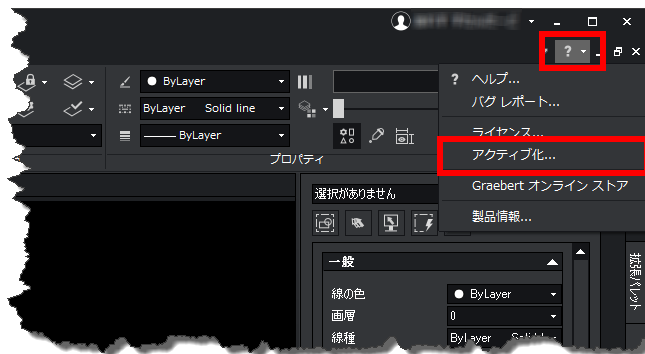 ?
ByLayer
ByLayer Solid line
ByLayer
プロパティ
? ヘルプ...
バグ レポート...
ライセンス...
アクティブ化...
Graebert オンライン ストア
製品情報...
選択がありません
一般
線の色 ByLayer
画層 0
線種 ByLayer
拡張パレット